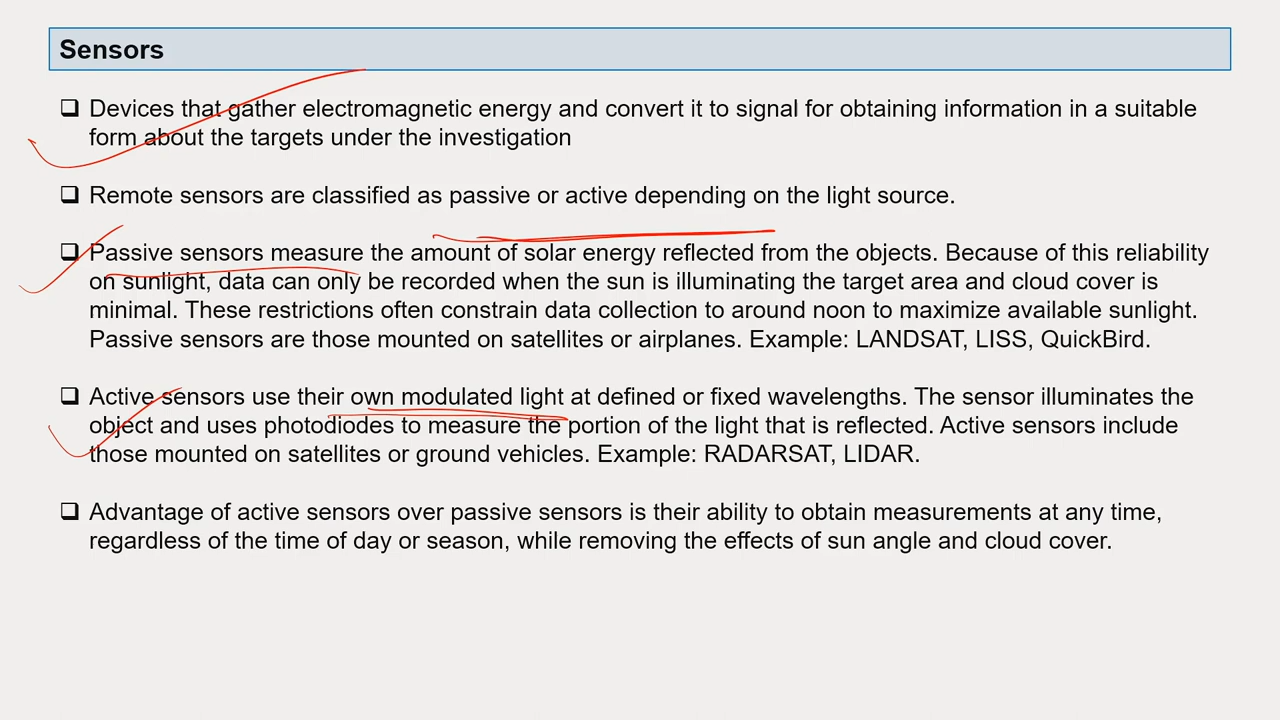 Sensors
❑ Devices that gather electromagnetic energy and convert it to signal for obtaining information in a suitable
form about the targets under the investigation
❑ Remote sensors are classified as passive or active depending on the light source.
❑ Passive sensors measure the amount of solar energy reflected from the objects. Because of this reliability
on sunlight, data can only be recorded when the sun is illuminating the target area and cloud cover is
minimal. These restrictions often constrain data collection to around noon to maximize available sunlight.
Passive sensors are those mounted on satellites or airplanes. Example: LANDSAT, LISS, QuickBird.
❑ Active sensors use their own modulated light at defined or fixed wavelengths. The sensor illuminates the
object and uses photodiodes to measure the portion of the light that is reflected. Active sensors include
those mounted on satellites or ground vehicles. Example: RADARSAT, LIDAR.
❑ Advantage of active sensors over passive sensors is their ability to obtain measurements at any time,
regardless of the time of day or season, while removing the effects of sun angle and cloud cover.